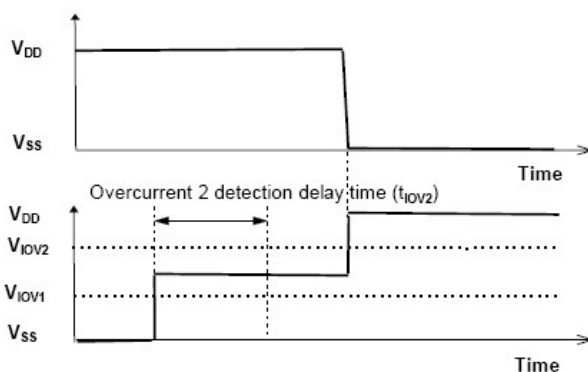 VDD
VSS
Time
Overcurrent 2 detection delay time (tIOV2)
VDD
VIOV2
VIOV1
VSS
Time